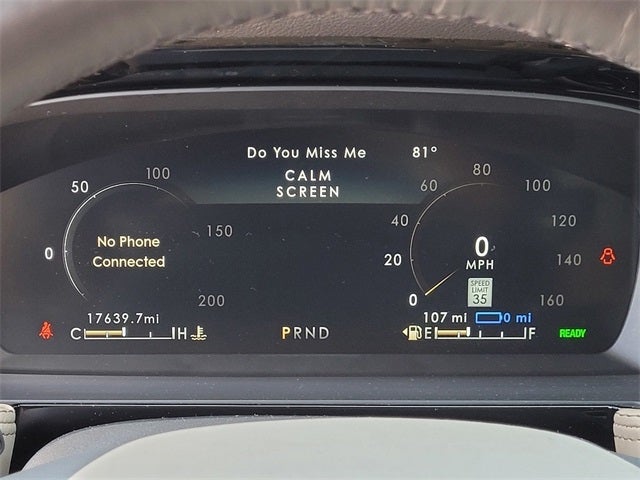 Do You Miss Me 81°
CALM
SCREEN
50 100 150 200
0
No Phone
Connected
0 20 40 60 80 100 120 140 160
0
MPH
SPEED
LIMIT
35
17639.7mi
C H
PRND
107 mi 0 mi
E F
READY